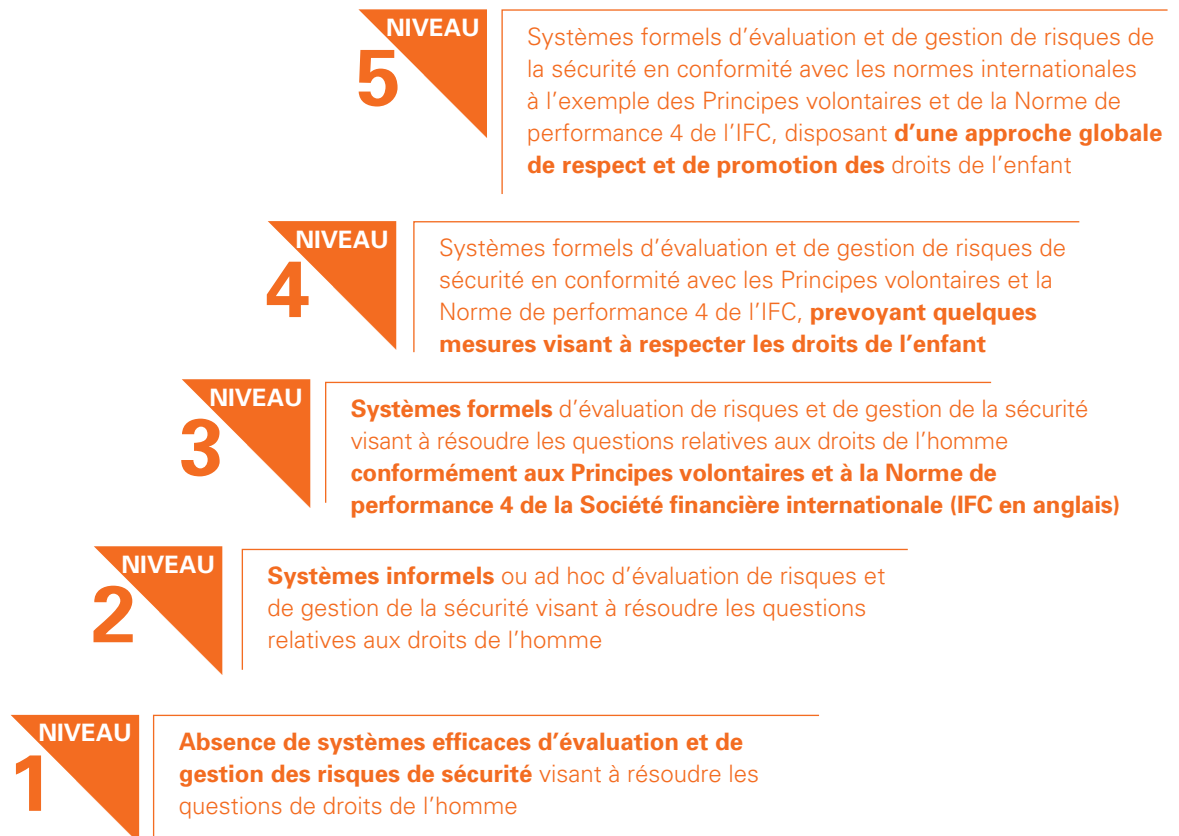 NIVEAU
5
Systèmes formels d’évaluation et de gestion de risques de
la sécurité en conformité avec les normes internationales
à l’exemple des Principes volontaires et de la Norme de
performance 4 de l’IFC, disposant d’une approche globale
de respect et de promotion des droits de l’enfant
NIVEAU
4
Systèmes formels d’évaluation et de gestion de risques de
sécurité en conformité avec les Principes volontaires et la
Norme de performance 4 de l’IFC, prevoyant quelques
mesures visant à respecter les droits de l’enfant
NIVEAU
3
Systèmes formels d’évaluation de risques et de gestion de la sécurité
visant à résoudre les questions relatives aux droits de l’homme
conformément aux Principes volontaires et à la Norme de
performance 4 de la Société financière internationale (IFC en anglais)
NIVEAU
2
Systèmes informels ou ad hoc d’évaluation de risques et
de gestion de la sécurité visant à résoudre les questions
relatives aux droits de l’homme
NIVEAU
1
Absence de systèmes efficaces d’évaluation et de
gestion des risques de sécurité visant à résoudre les
questions de droits de l’homme